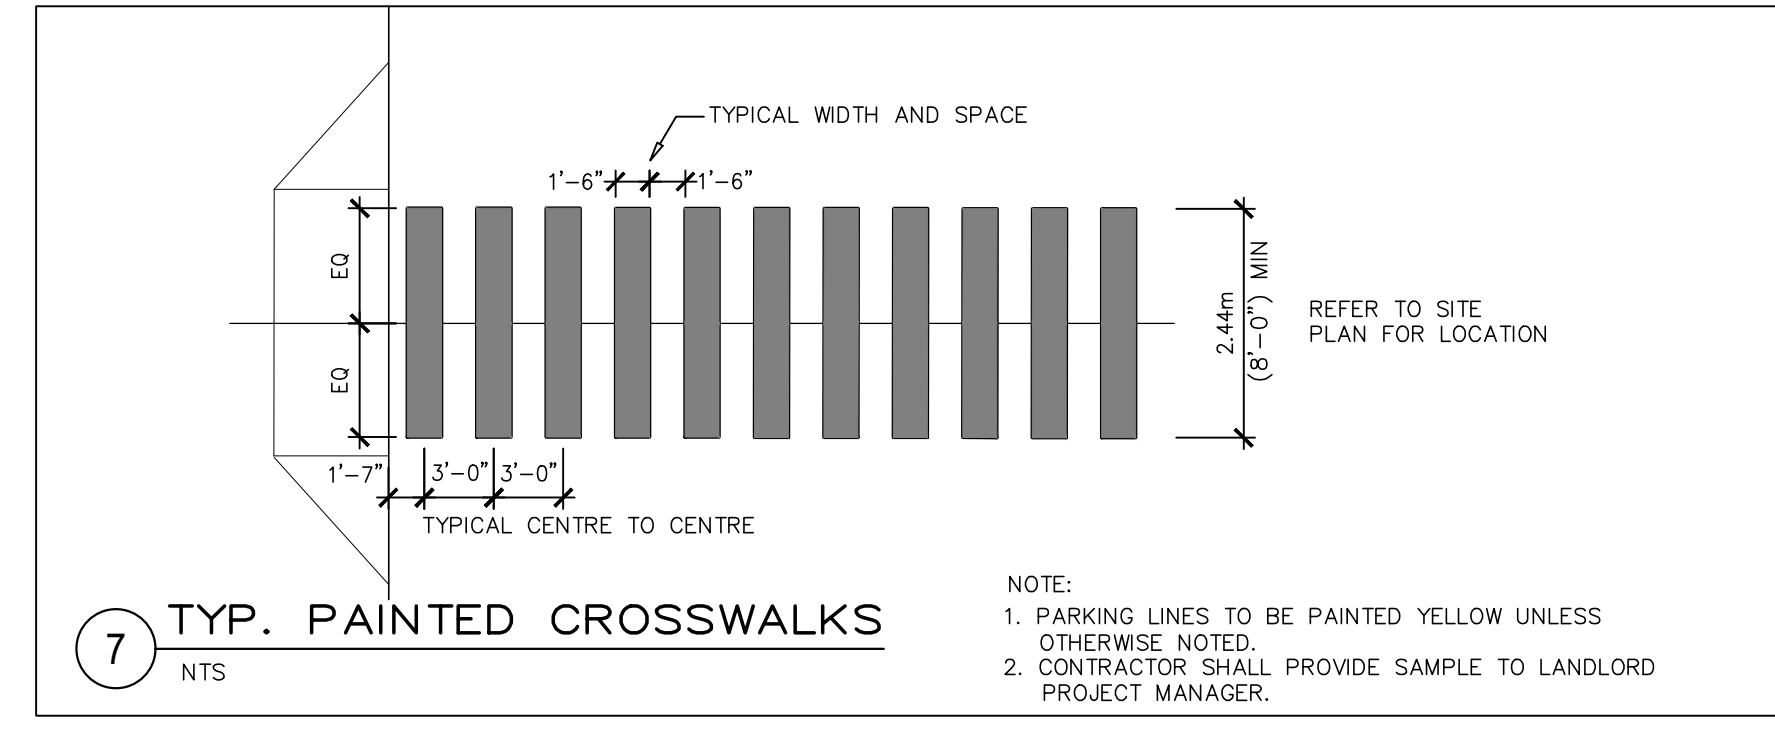 TYPICAL WIDTH AND SPACE
1'-6" 1'-6"
EQ
EQ
2.44m
(8'-0") MIN
REFER TO SITE
PLAN FOR LOCATION
1'-7" 3'-0" 3'-0"
TYPICAL CENTRE TO CENTRE
7
TYP. PAINTED CROSSWALKS
NTS
NOTE:
1. PARKING LINES TO BE PAINTED YELLOW UNLESS
OTHERWISE NOTED.
2. CONTRACTOR SHALL PROVIDE SAMPLE TO LANDLORD
PROJECT MANAGER.